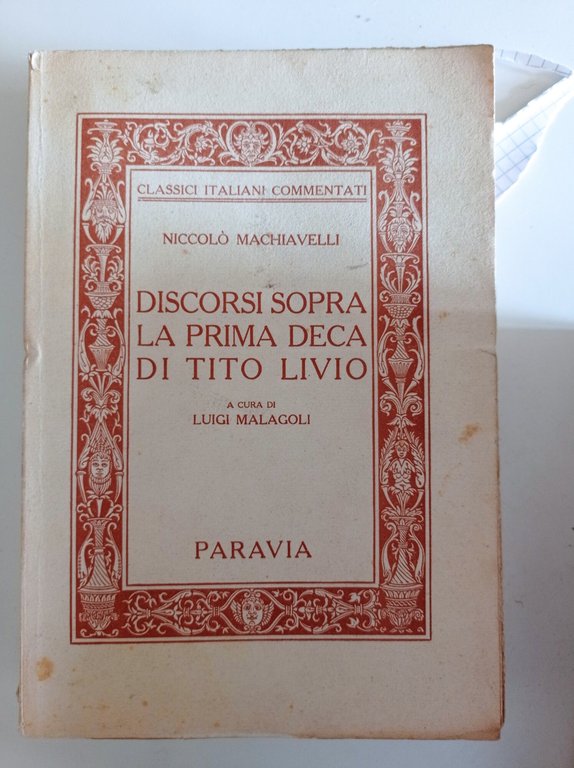 CLASSICI ITALIANI COMMENTATI
NICCOLÒ MACHIAVELLI
DISCORSI SOPRA
LA PRIMA DECA
DI TITO LIVIO
A CURA DI
LUIGI MALAGOLI
PARAVIA